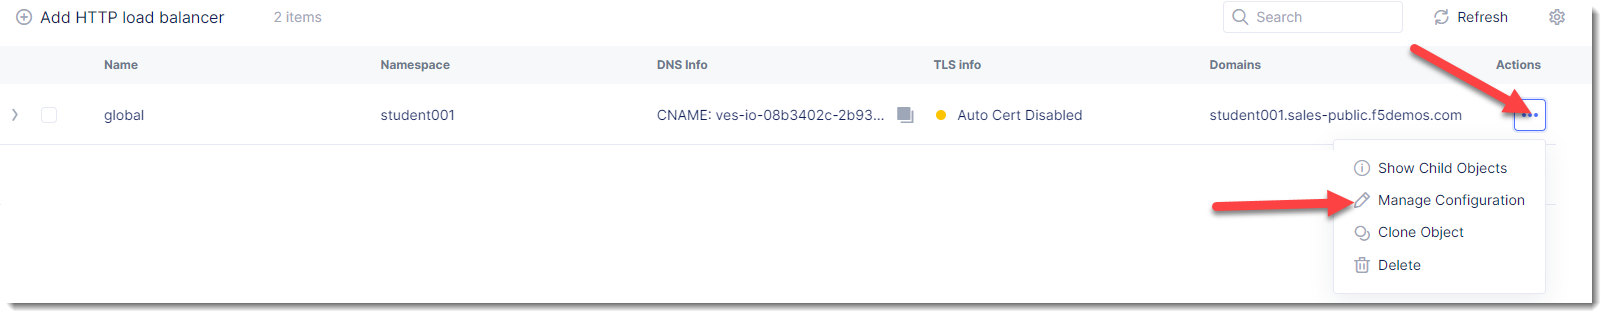 Add HTTP load balancer 2 items Search Refresh
Name Namespace DNS Info TLS info Domains Actions
global student001 CNAME: ves-io-08b3402c-2b93... Auto Cert Disabled student001.sales-public.f5demos.com
Show Child Objects
Manage Configuration
Clone Object
Delete